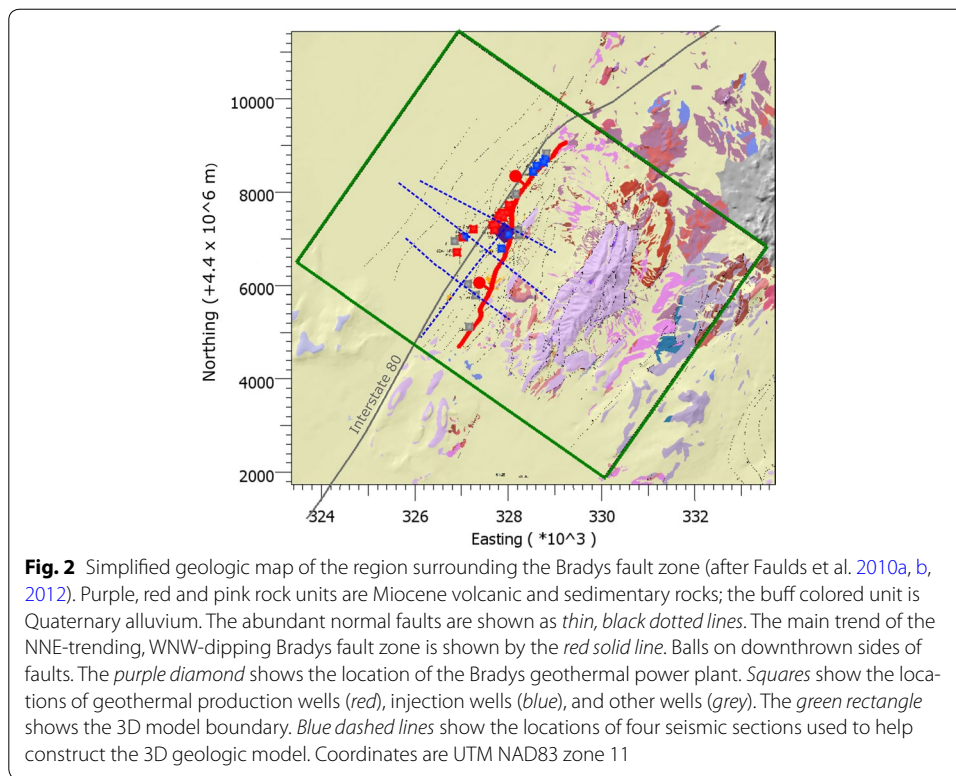 10000
8000
6000
4000
2000
Northing (+4.4 x 10^6 m)
Interstate 80
324
326
328
330
332
Easting ( *10^3 )
Fig. 2 Simplified geologic map of the region surrounding the Bradys fault zone (after Faulds et al. 2010a, b,
2012). Purple, red and pink rock units are Miocene volcanic and sedimentary rocks; the buff colored unit is
Quaternary alluvium. The abundant normal faults are shown as thin, black dotted lines. The main trend of the
NNE-trending, WNW-dipping Bradys fault zone is shown by the red solid line. Balls on downthrown sides of
faults. The purple diamond shows the location of the Bradys geothermal power plant. Squares show the loca-
tions of geothermal production wells (red), injection wells (blue), and other wells (grey). The green rectangle
shows the 3D model boundary. Blue dashed lines show the locations of four seismic sections used to help
construct the 3D geologic model. Coordinates are UTM NAD83 zone 11